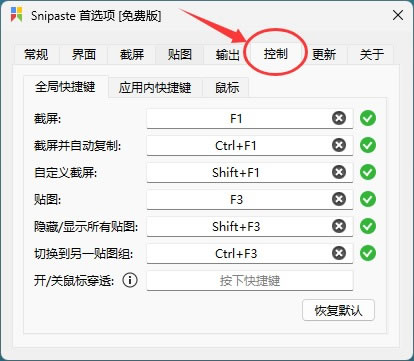 Snipaste 首选项 [免费版]
常规 界面 截屏 贴图 输出 控制 更新 关于
全局快捷键 应用内快捷键 鼠标
截屏: F1
截屏并自动复制: Ctrl+F1
自定义截屏: Shift+F1
贴图: F3
隐藏/显示所有贴图: Shift+F3
切换到另一贴图组: Ctrl+F3
开/关鼠标穿透: 按下快捷键
恢复默认